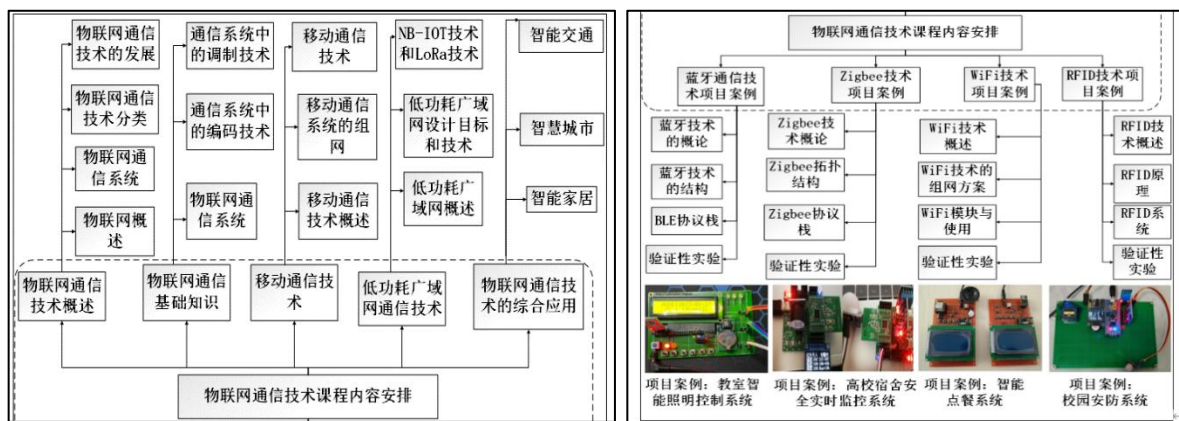 物联网通信
技术的发展
物联网通信
技术分类
物联网通
信系统
物联网概
述
物联网通信
技术概述
通信系统中
的调制技术
通信系统中
的编码技术
物联网通
信系统
物联网通信
基础知识
移动通信
技术
移动通信
系统的组
网
移动通信
技术概述
移动通信技
术
NB-IOT技术
和LoRa技术
低功耗广域
网设计目标
和技术
低功耗广
域网概述
低功耗广域
网通信技术
智能交通
智慧城市
智能家居
物联网通信技
术的综合应用
物联网通信技术课程内容安排
物联网通信技术课程内容安排
蓝牙通信技
术项目案例
蓝牙技术
的概论
蓝牙技术
的结构
BLE协议栈
验证性实验
Zigbee技术
项目案例
Zigbee技
术概论
Zigbee拓扑
结构
Zigbee协议
栈
验证性实验
WiFi技术
项目案例
WiFi技术
概述
WiFi技术的
组网方案
WiFi模块与
使用
验证性实验
RFID技术项
目案例
RFID技
术概述
RFID原
理
RFID系
统
验证性
实验
项目案例：教室智
能照明控制系统
项目案例：高校宿舍安
全实时监控系统
项目案例：智能
点餐系统
项目案例：
校园安防系统